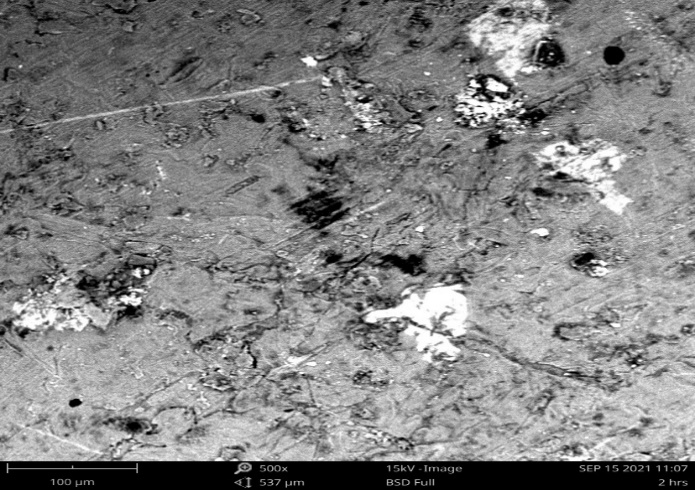 500x 15kV - Image SEP 15 2021 11:07
100 µm 537 µm BSD Full 2 hrs